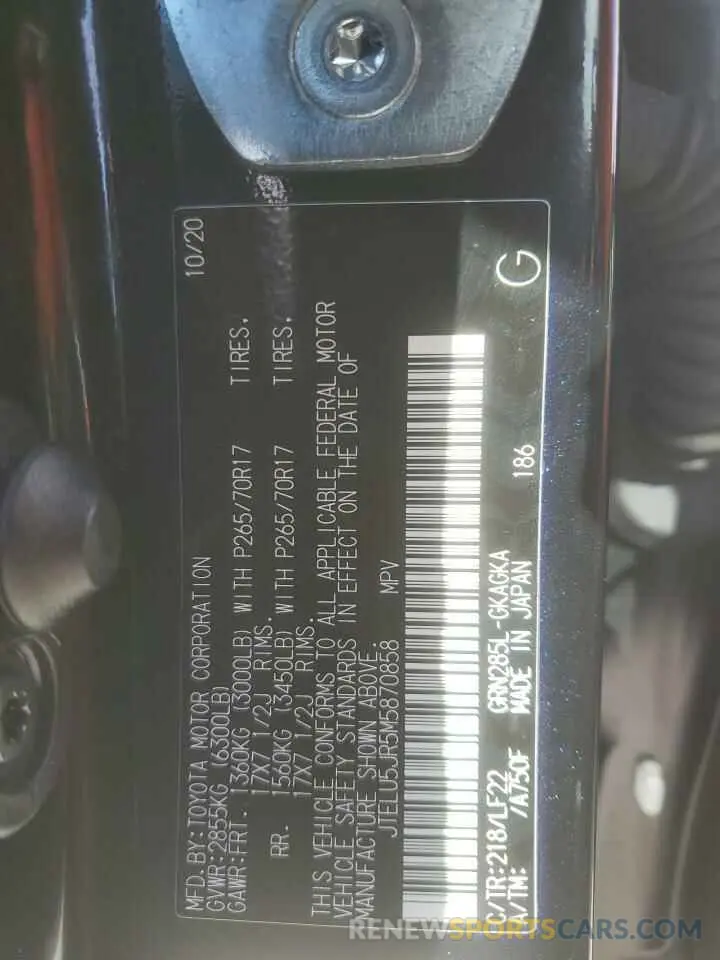 MFD.BY:TOYOTA MOTOR CORPORATION 10/20
GVWR:2855KG (6300LB)
GAWR:FRT. 1360KG (3000LB) WITH P265/70R17 TIRES.
17X7 1/2J RIMS.
RR. 1560KG (3450LB) WITH P265/70R17 TIRES.
17X7 1/2J RIMS.
THIS VEHICLE CONFORMS TO ALL APPLICABLE FEDERAL MOTOR
VEHICLE SAFETY STANDARDS IN EFFECT ON THE DATE OF
MANUFACTURE SHOWN ABOVE.
JTELU5JR5M5870858 MPV
C/TR:218/LF22 GRN285L-GKAGKA 186 G
A/TM: /A750F MADE IN JAPAN
RENEWSPORTSCARS.COM